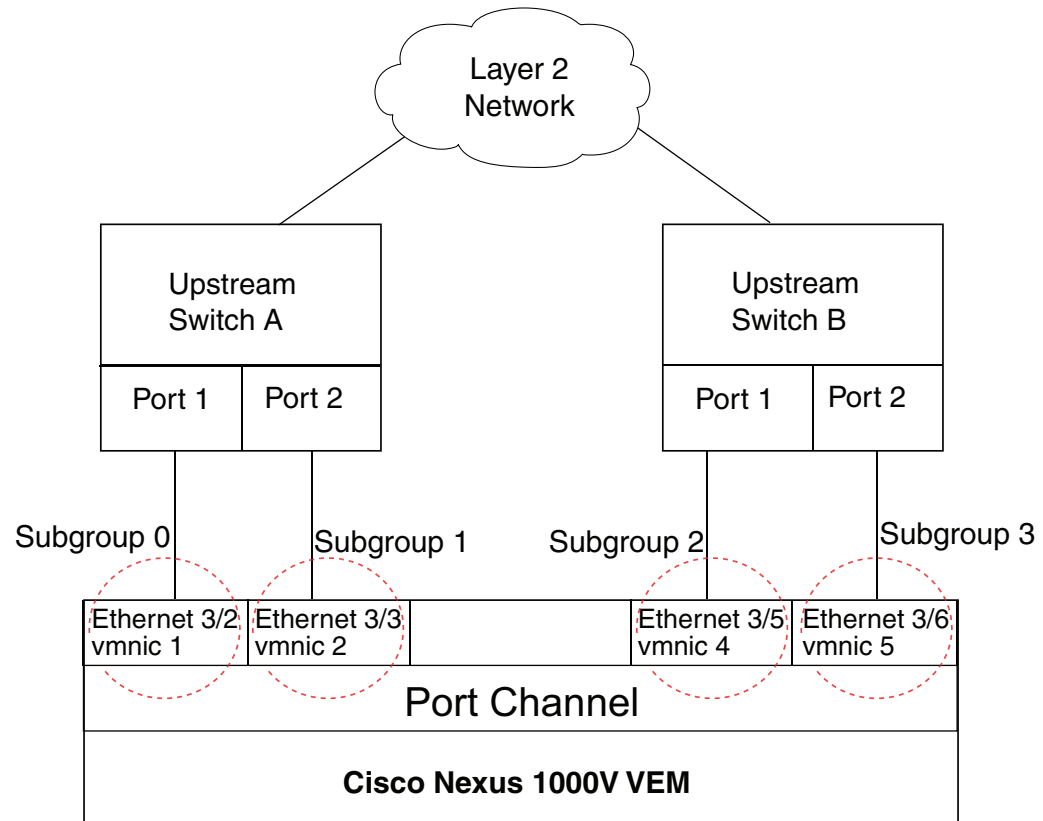 Layer 2
Network
Upstream
Switch A
Upstream
Switch B
Port 1
Port 2
Port 1
Port 2
Subgroup 0
Subgroup 1
Subgroup 2
Subgroup 3
Ethernet 3/2
vmnic 1
Ethernet 3/3
vmnic 2
Ethernet 3/5
vmnic 4
Ethernet 3/6
vmnic 5
Port Channel
Cisco Nexus 1000V VEM